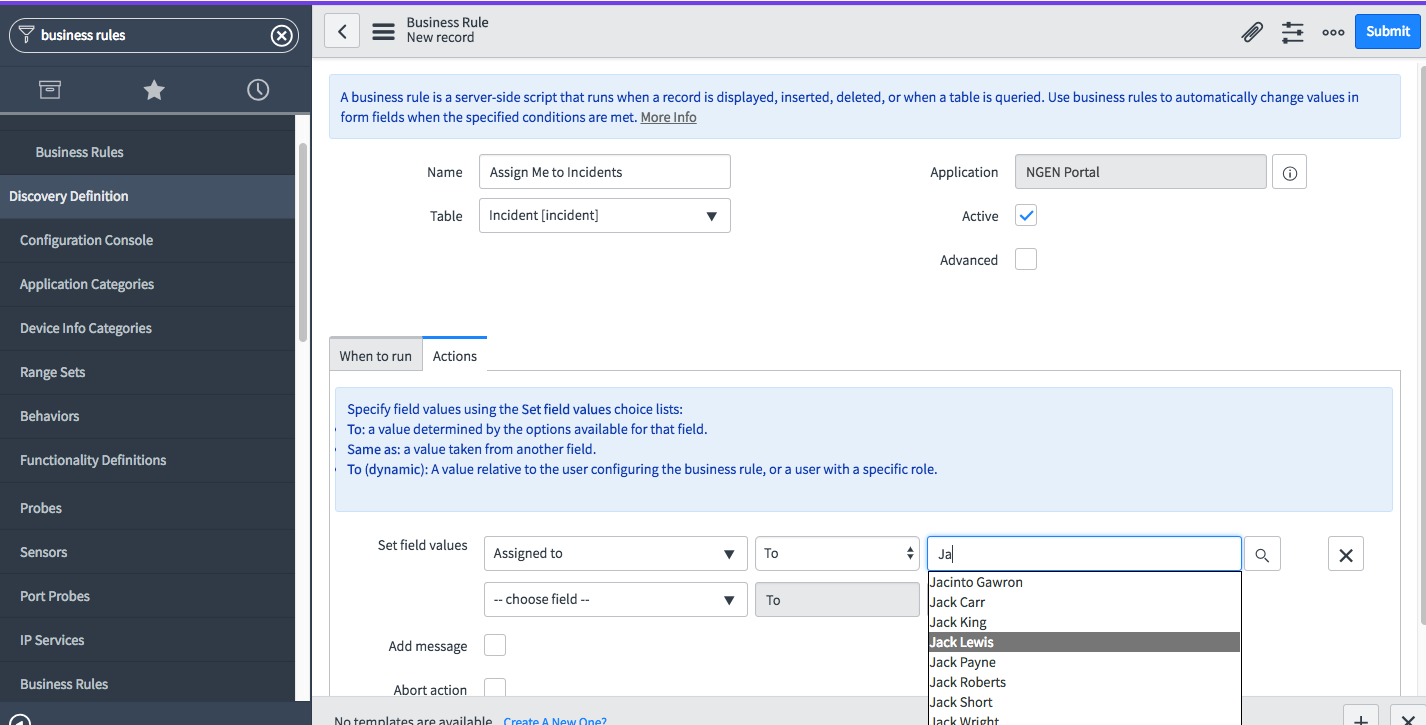 business rules
Business Rules
Discovery Definition
Configuration Console
Application Categories
Device Info Categories
Range Sets
Behaviors
Functionality Definitions
Probes
Sensors
Port Probes
IP Services
Business Rules
Business Rule
New record
Submit
A business rule is a server-side script that runs when a record is displayed, inserted, deleted, or when a table is queried. Use business rules to automatically change values in
form fields when the specified conditions are met. More Info
Name
Assign Me to Incidents
Application
NGEN Portal
Table
Incident [incident]
Active
Advanced
When to run
Actions
Specify field values using the Set field values choice lists:
To: a value determined by the options available for that field.
Same as: a value taken from another field.
To (dynamic): A value relative to the user configuring the business rule, or a user with a specific role.
Set field values
Assigned to
To
Ja
-- choose field --
To
Jacinto Gawron
Jack Carr
Jack King
Jack Lewis
Jack Payne
Jack Roberts
Jack Short
Jack Wright
Add message
Abort action
No templates are available
Create A New One?